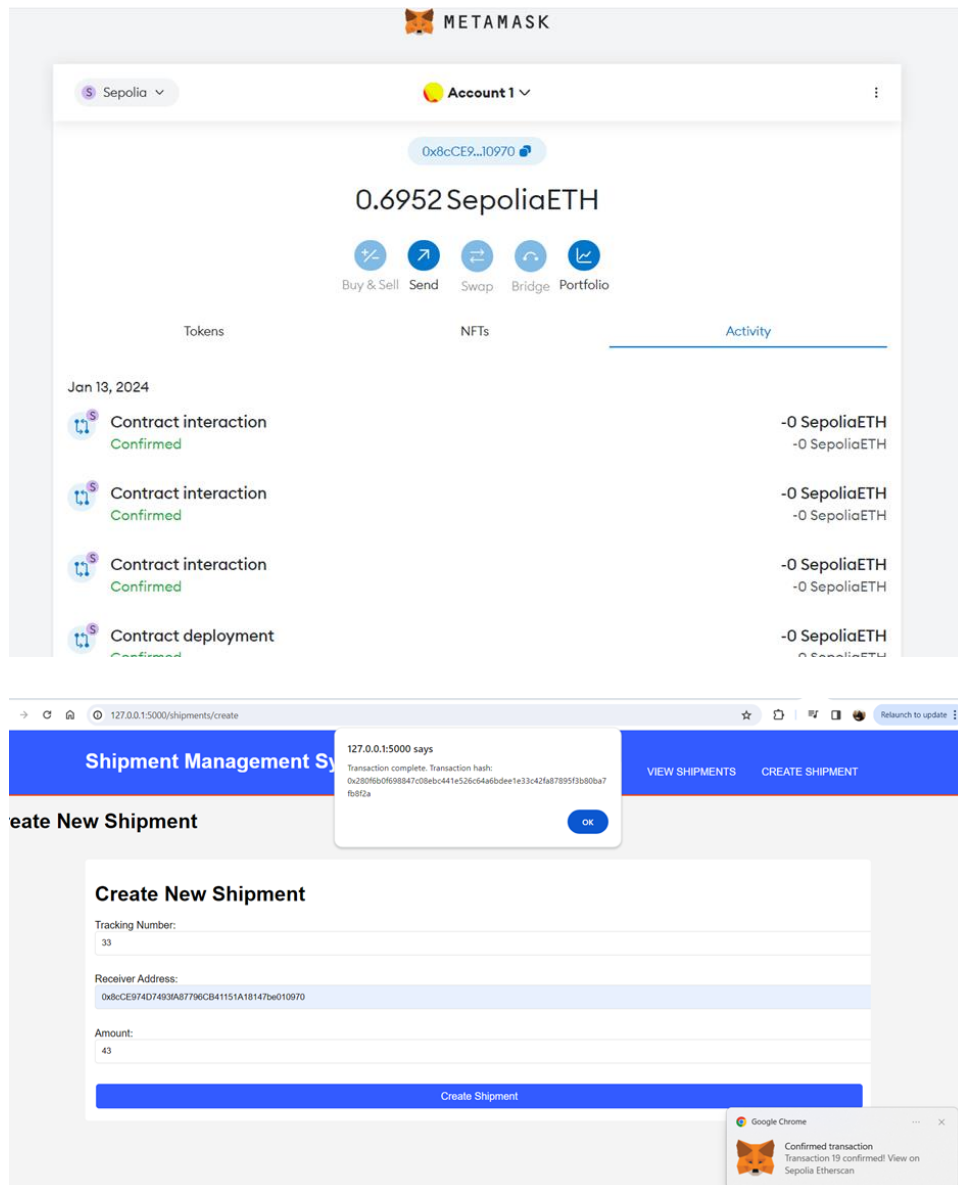 METAMASK
S Sepolia
Account 1
0x8cCE9...10970
0.6952 SepoliaETH
Buy & Sell Send Swap Bridge Portfolio
Tokens NFTs Activity
Jan 13, 2024
S Contract interaction -0 SepoliaETH
Confirmed -0 SepoliaETH
S Contract interaction -0 SepoliaETH
Confirmed -0 SepoliaETH
S Contract interaction -0 SepoliaETH
Confirmed -0 SepoliaETH
S Contract deployment -0 SepoliaETH
Confirmed -0 SepoliaETH
127.0.0.1:5000/shipments/create
Relaunch to update
Shipment Management Sy
127.0.0.1:5000 says
Transaction complete. Transaction hash:
0x280f6b0f698847c08ebc441e526c64a6bdee1e33c42fa87895f3b80ba7
fb8f2a
OK
VIEW SHIPMENTS CREATE SHIPMENT
eate New Shipment
Create New Shipment
Tracking Number:
33
Receiver Address:
0x8cCE974D7493fA87796CB41151A18147be010970
Amount:
43
Create Shipment
Google Chrome
Confirmed transaction
Transaction 19 confirmed! View on
Sepolia Etherscan